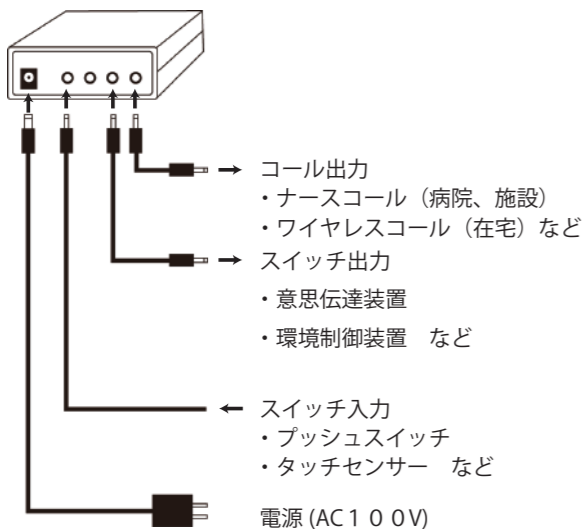 コール出力
・ナースコール（病院、施設）
・ワイヤレスコール（在宅）など
スイッチ出力
・意思伝達装置
・環境制御装置　など
スイッチ入力
・プッシュスイッチ
・タッチセンサー　など
電源 (AC１００V)